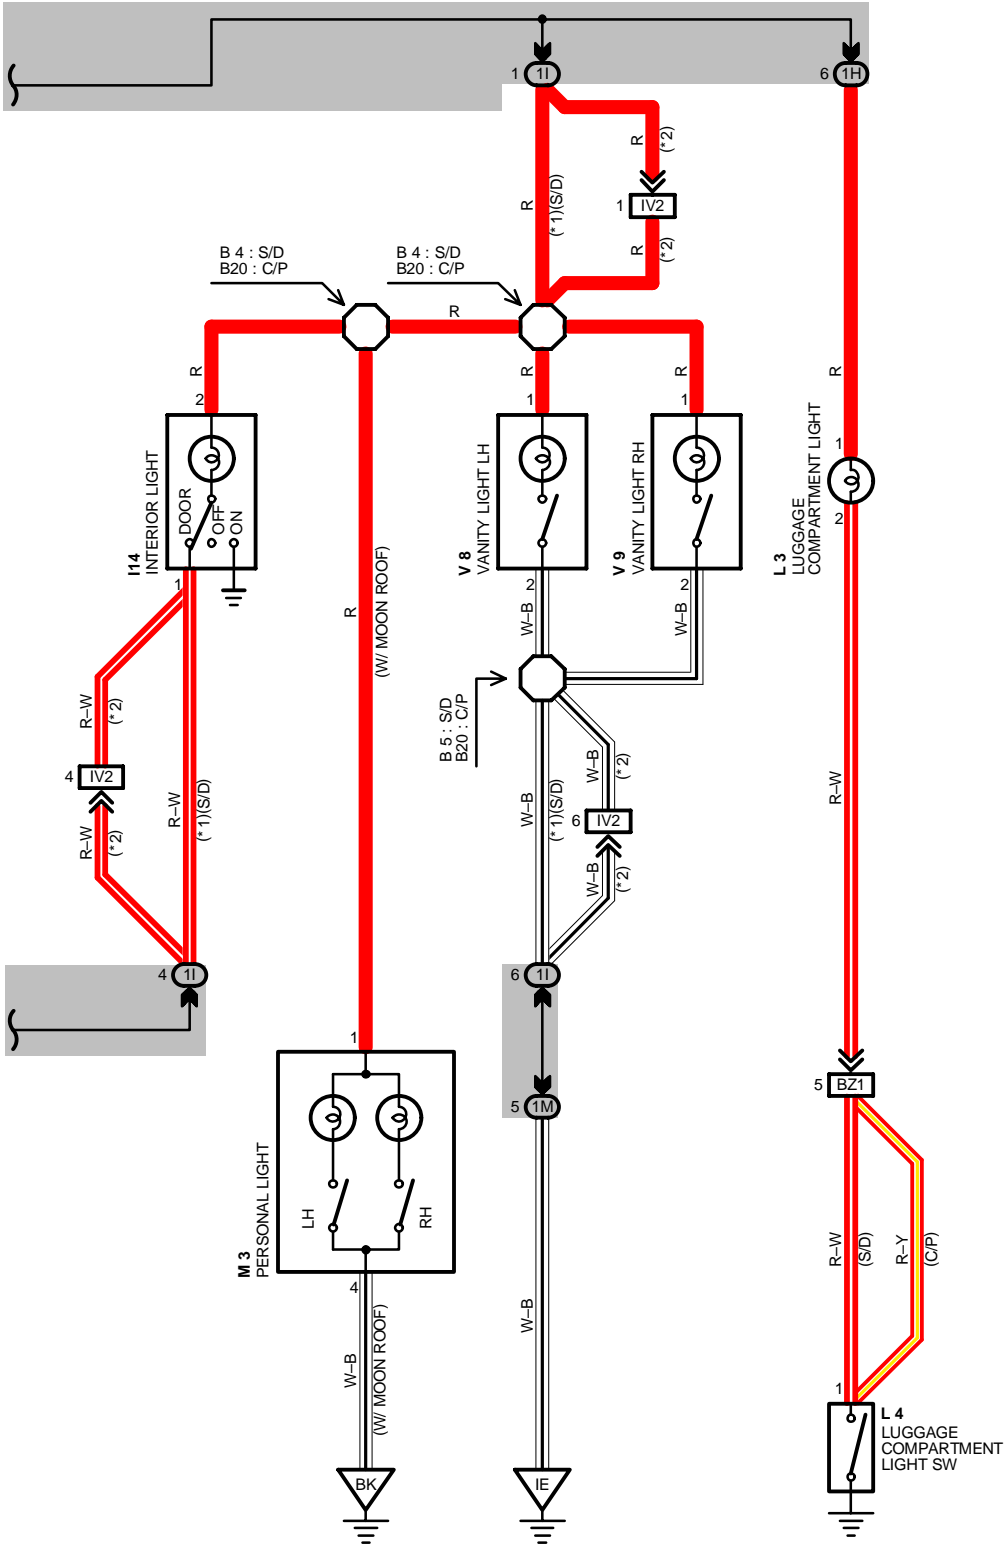 1 1I
6 1H
R
(*2)
R
(*1)(S/D)
1 IV2
R
(*2)
B 4 : S/D
B20 : C/P
B 4 : S/D
B20 : C/P
R
R
2
R
1
R
1
R
1
I14
INTERIOR LIGHT
DOOR
OFF
ON
V 8
VANITY LIGHT LH
V 9
VANITY LIGHT RH
L 3
LUGGAGE
COMPARTMENT LIGHT
2
1
2
W–B
2
W–B
R
(W/ MOON ROOF)
R–W
(*2)
B 5 : S/D
B20 : C/P
4 IV2
R–W
(*1)(S/D)
R–W
(*2)
W–B
(*2)
W–B
(*1)(S/D)
6 IV2
W–B
(*2)
R–W
4 1I
6 1I
1
5 BZ1
5 1M
M 3
PERSONAL LIGHT
LH
RH
R–W
(S/D)
R–Y
(C/P)
4
W–B
(W/ MOON ROOF)
W–B
1
L 4
LUGGAGE
COMPARTMENT
LIGHT SW
BK
IE